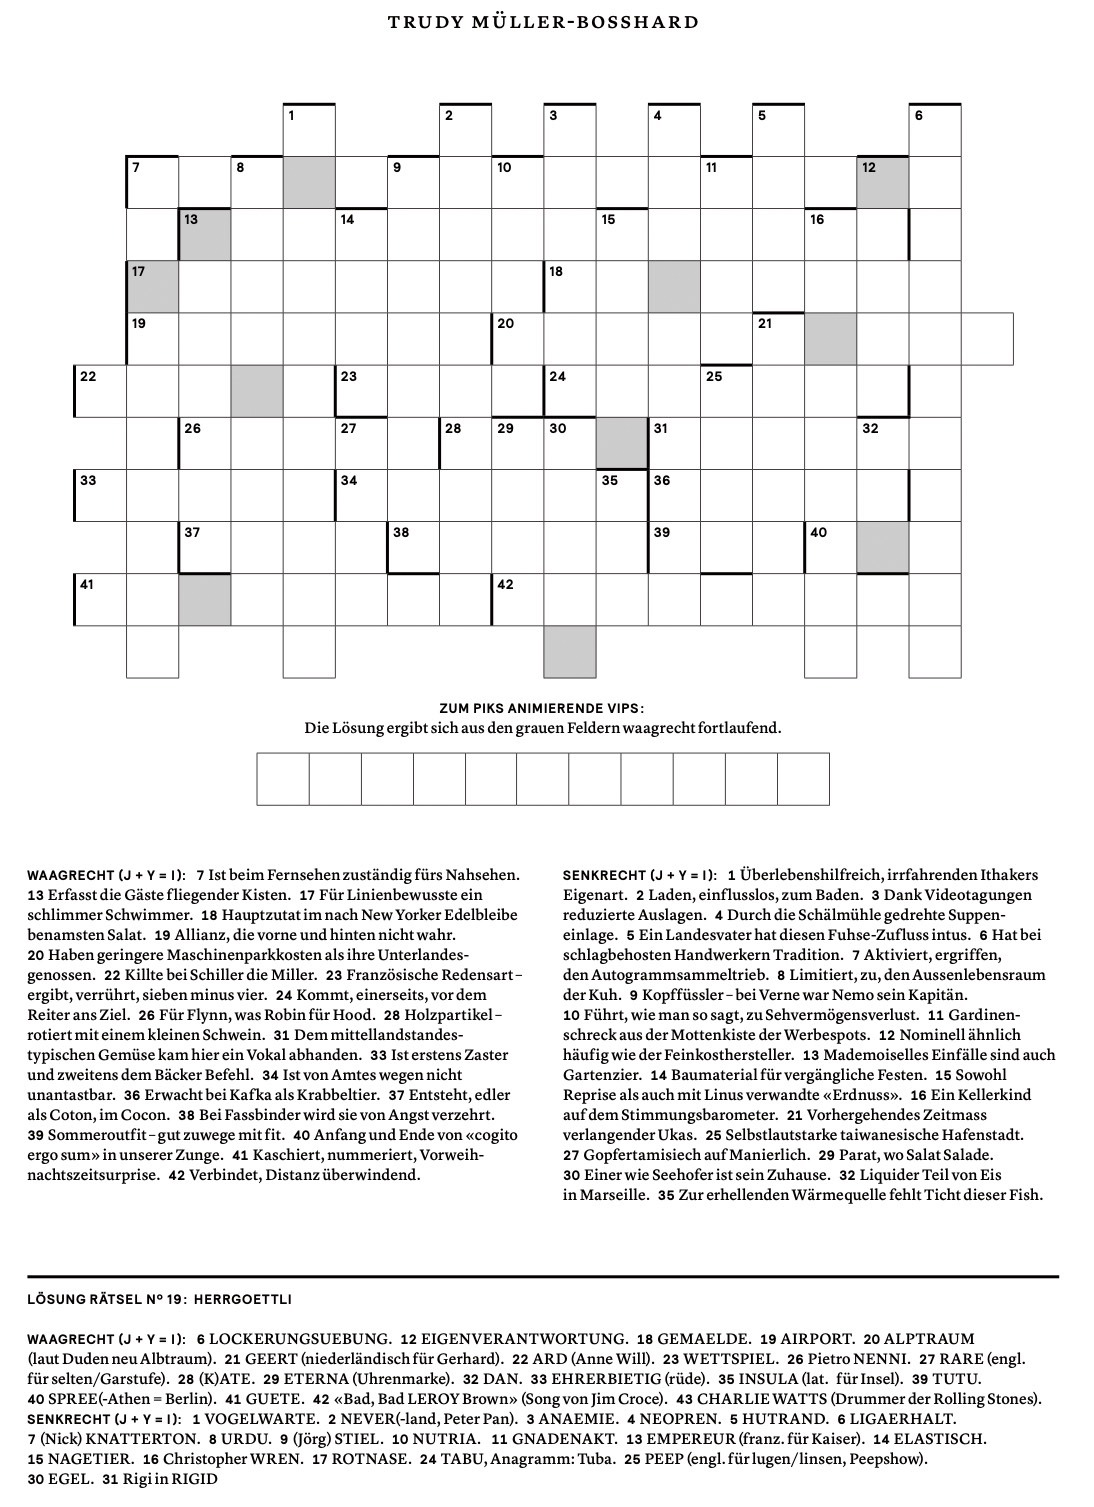 TRUDY MÜLLER-BOSSHARD
1 2 3 4 5 6
7 8 9 10 11 12
13 14 15 16
17 18
19 20 21
22 23 24 25
26 27 28 29 30 31 32
33 34 35 36
37 38 39 40
41 42
ZUM PIKS ANIMIERENDE VIPS:
Die Lösung ergibt sich aus den grauen Feldern waagrecht fortlaufend.
WAAGRECHT (J + Y = I): 7 Ist beim Fernsehen zuständig fürs Nahsehen.
13 Erfasst die Gäste fliegender Kisten. 17 Für Linienbewusste ein
schlimmer Schwimmer. 18 Hauptzutat im nach New Yorker Edelbleibe
benamsten Salat. 19 Allianz, die vorne und hinten nicht wahr.
20 Haben geringere Maschinenparkkosten als ihre Unterlandes-
genossen. 22 Killte bei Schiller die Miller. 23 Französische Redensart –
ergibt, verrührt, sieben minus vier. 24 Kommt, einerseits, vor dem
Reiter ans Ziel. 26 Für Flynn, was Robin für Hood. 28 Holzpartikel –
rotiert mit einem kleinen Schwein. 31 Dem mittellandstandes-
typischen Gemüse kam hier ein Vokal abhanden. 33 Ist erstens Zaster
und zweitens dem Bäcker Befehl. 34 Ist von Amtes wegen nicht
unantastbar. 36 Erwacht bei Kafka als Krabbeltier. 37 Entsteht, edler
als Coton, im Cocon. 38 Bei Fassbinder wird sie von Angst verzehrt.
39 Sommeroutfit – gut zuwege mit fit. 40 Anfang und Ende von «cogito
ergo sum» in unserer Zunge. 41 Kaschiert, nummeriert, Vorweih-
nachtszeitsurprise. 42 Verbindet, Distanz überwindend.
SENKRECHT (J + Y = I): 1 Überlebenshilfreich, irrfahrenden Ithakers
Eigenart. 2 Laden, einflusslos, zum Baden. 3 Dank Videotagungen
reduzierte Auslagen. 4 Durch die Schälmühle gedrehte Suppen-
einlage. 5 Ein Landesvater hat diesen Fuhse-Zufluss intus. 6 Hat bei
schlagbehosten Handwerkern Tradition. 7 Aktiviert, ergriffen,
den Autogrammsammeltrieb. 8 Limitiert, zu, den Aussenlebensraum
der Kuh. 9 Kopffüssler – bei Verne war Nemo sein Kapitän.
10 Führt, wie man so sagt, zu Sehvermögensverlust. 11 Gardinen-
schreck aus der Mottenkiste der Werbespots. 12 Nominell ähnlich
häufig wie der Feinkosthersteller. 13 Mademoiselles Einfälle sind auch
Gartenzier. 14 Baumaterial für vergängliche Festen. 15 Sowohl
Reprise als auch mit Linus verwandte «Erdnuss». 16 Ein Kellerkind
auf dem Stimmungsbarometer. 21 Vorhergehendes Zeitmass
verlangender Ukas. 25 Selbstlautstarke taiwanesische Hafenstadt.
27 Gopfertamisiech auf Manierlich. 29 Parat, wo Salat Salade.
30 Einer wie Seehofer ist sein Zuhause. 32 Liquider Teil von Eis
in Marseille. 35 Zur erhellenden Wärmequelle fehlt Ticht dieser Fish.
LÖSUNG RÄTSEL Nº 19: HERRGOETTLI
WAAGRECHT (J + Y = I): 6 LOCKERUNGSUEBUNG. 12 EIGENVERANTWORTUNG. 18 GEMAELDE. 19 AIRPORT. 20 ALPTRAUM
(laut Duden neu Albtraum). 21 GEERT (niederländisch für Gerhard). 22 ARD (Anne Will). 23 WETTSPIEL. 26 Pietro NENNI. 27 RARE (engl.
für selten/Garstufe). 28 (K)ATE. 29 ETERNA (Uhrenmarke). 32 DAN. 33 EHRERBIETIG (rüde). 35 INSULA (lat. für Insel). 39 TUTU.
40 SPREE(-Athen = Berlin). 41 GUETE. 42 «Bad, Bad LEROY Brown» (Song von Jim Croce). 43 CHARLIE WATTS (Drummer der Rolling Stones).
SENKRECHT (J + Y = I): 1 VOGELWARTE. 2 NEVER(-land, Peter Pan). 3 ANAEMIE. 4 NEOPREN. 5 HUTRAND. 6 LIGAERHALT.
7 (Nick) KNATTERTON. 8 URDU. 9 (Jörg) STIEL. 10 NUTRIA. 11 GNADENAKT. 13 EMPEREUR (franz. für Kaiser). 14 ELASTISCH.
15 NAGETIER. 16 Christopher WREN. 17 ROTNASE. 24 TABU, Anagramm: Tuba. 25 PEEP (engl. für lugen/linsen, Peepshow).
30 EGEL. 31 Rigi in RIGID